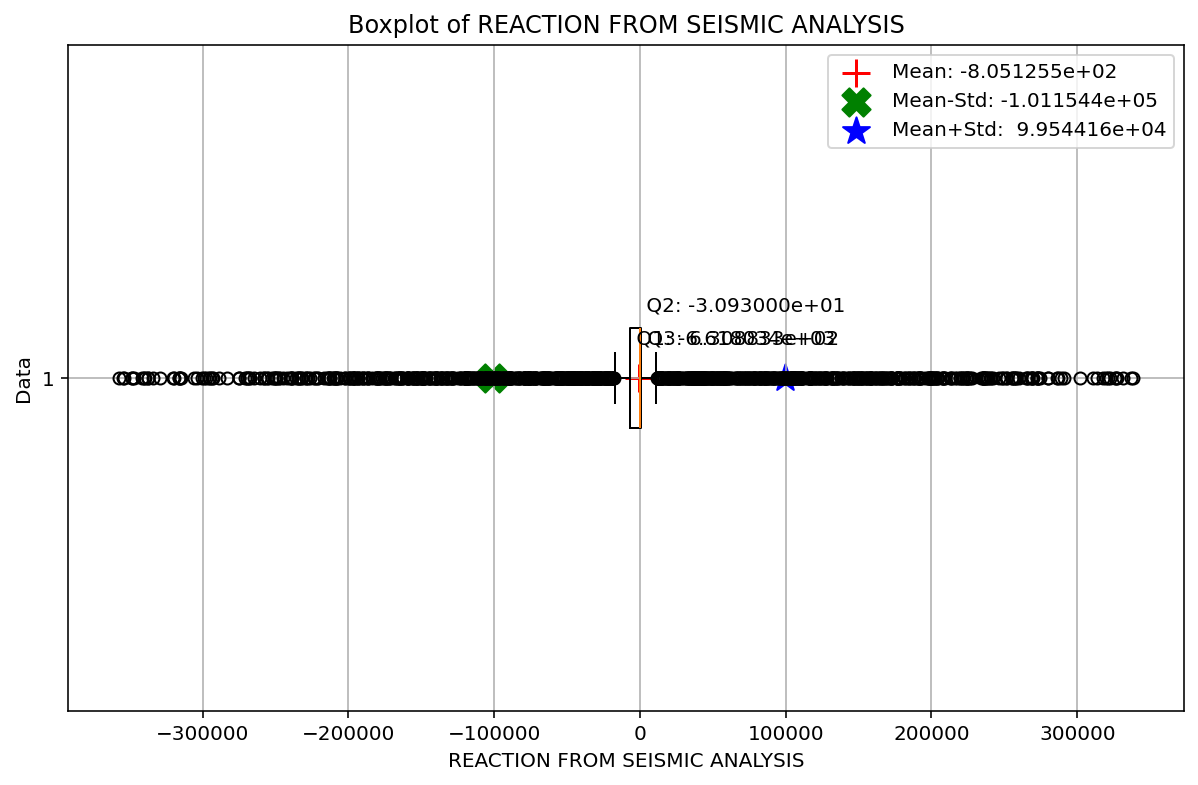 Boxplot of REACTION FROM SEISMIC ANALYSIS
Mean: -8.051255e+02
Mean-Std: -1.011544e+05
Mean+Std:  9.954416e+04
Q2: -3.093000e+01
Data
1
−300000
−200000
−100000
0
100000
200000
300000
REACTION FROM SEISMIC ANALYSIS